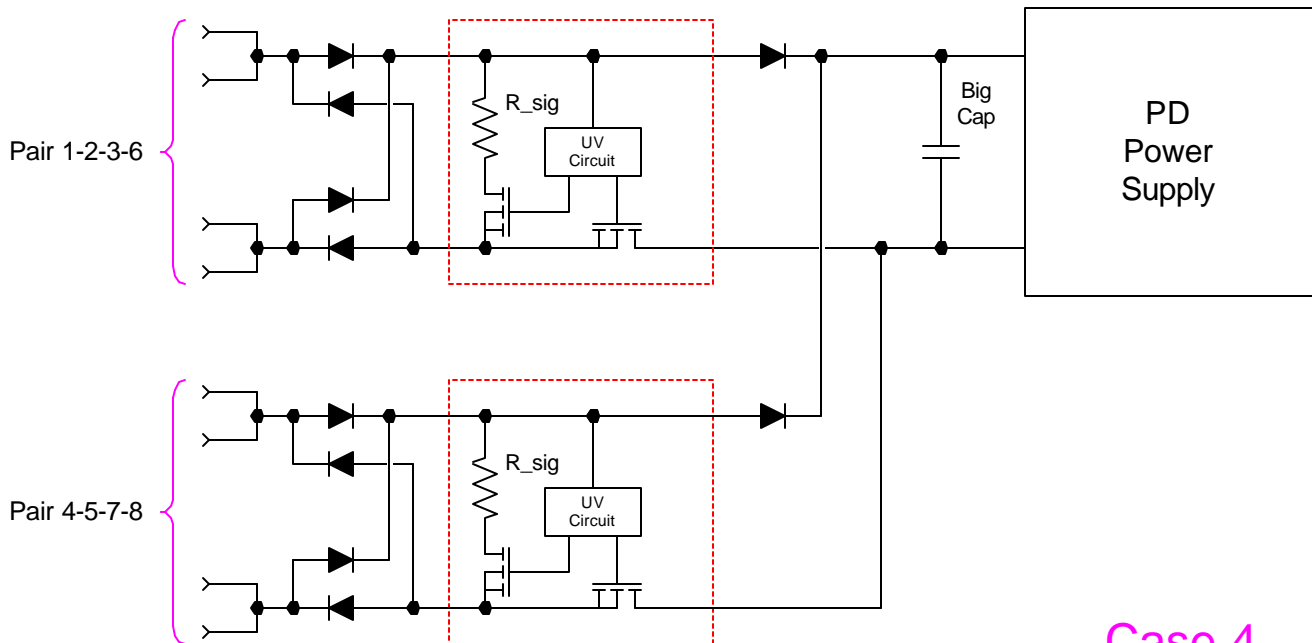 R_sig
UV
Circuit
Big
Cap
PD
Power
Supply
Pair 1-2-3-6
R_sig
UV
Circuit
Pair 4-5-7-8
Case 4